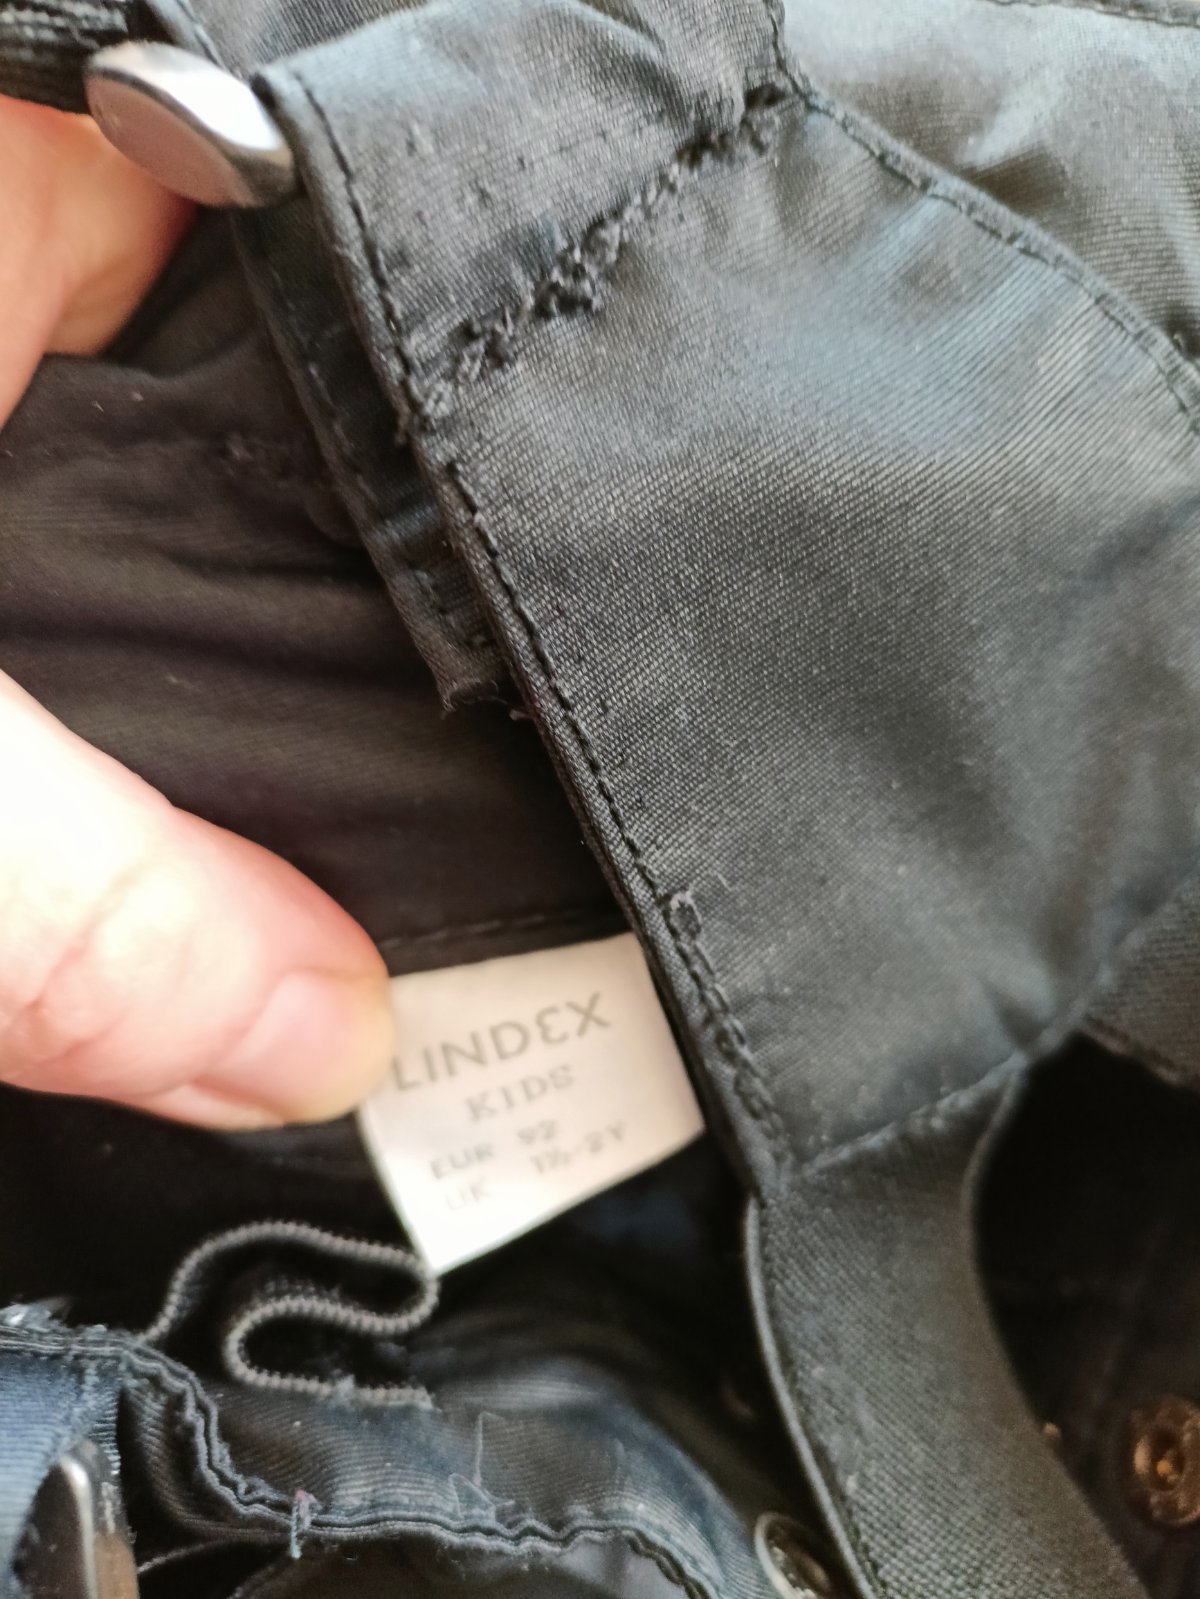 LINDEX
KIDS
EUR 92
UK 1½-2Y